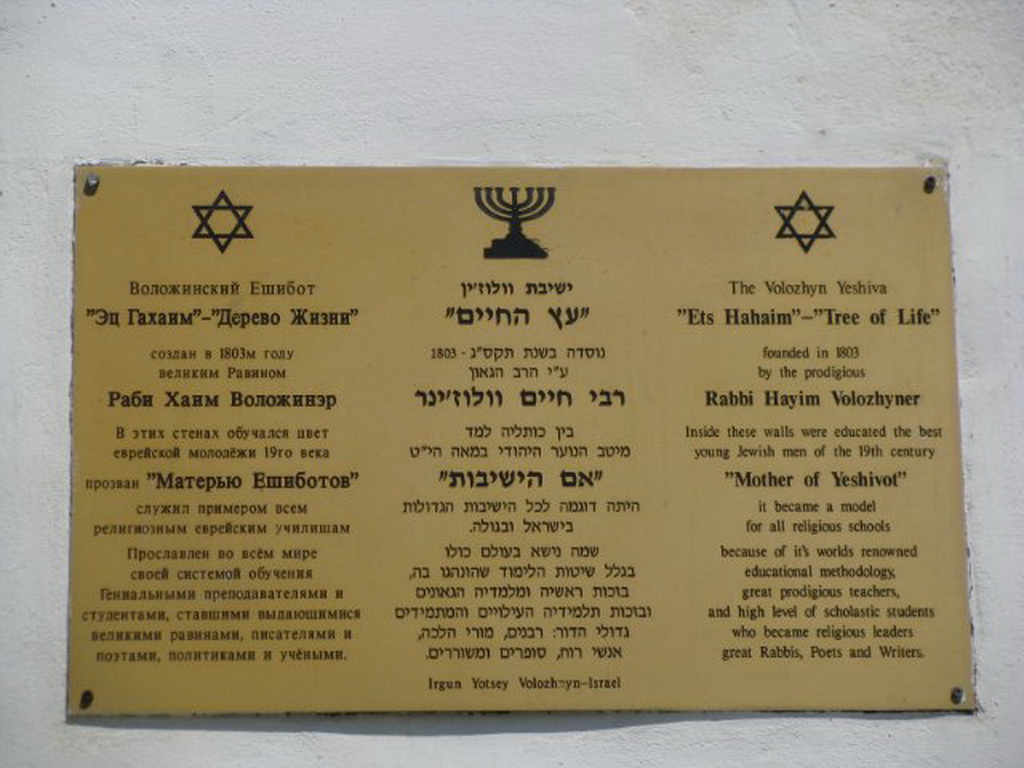 Воложинский Ешибот
"Эц Гахаим"-"Дерево Жизни"
создан в 1803м году
великим Равином
Раби Хаим Воложинэр
В этих стенах обучался цвет
еврейской молодёжи 19го века
прозван "Матерью Ешиботов"
служил примером всем
религиозным еврейским училишам
Прославлен во всём мире
своей системой обучения
Гениальными преподавателями и
студентами, ставшими выдающимися
великими равинами, писателями и
поэтами, политиками и учёными.
ישיבת וולוז'ין
"עץ החיים"
נוסדה בשנת תקס"ג - 1803
ע"י הרב הגאון
רבי חיים וולוז'ינר
בין כותליה למד
מיטב הנוער היהודי במאה הי"ט
"אם הישיבות"
היתה דוגמה לכל הישיבות הגדולות
בישראל ובגולה.
שמה נישא בעולם כולו
בגלל שיטות הלימוד שהונהגו בה,
בזכות ראשיה ומלמדיה הגאונים
ובזכות תלמידיה העילויים והמתמידים
גדולי הדור: רבנים, מורי הלכה,
אנשי רוח, סופרים ומשוררים.
The Volozhyn Yeshiva
"Ets Hahaim"-"Tree of Life"
founded in 1803
by the prodigious
Rabbi Hayim Volozhyner
Inside these walls were educated the best
young Jewish men of the 19th century
"Mother of Yeshivot"
it became a model
for all religious schools
because of it's worlds renowned
educational methodology,
great prodigious teachers,
and high level of scholastic students
who became religious leaders
great Rabbis, Poets and Writers.
Irgun Yotsey Volozhyn-Israel